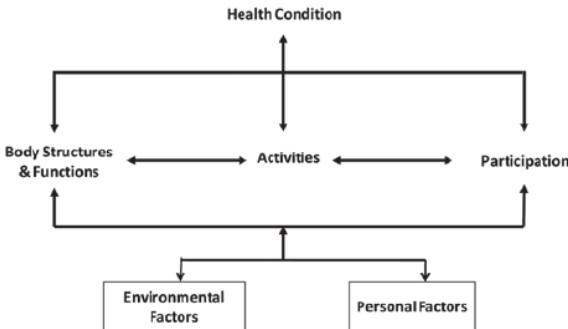 Health Condition
Body Structures
& Functions
Activities
Participation
Environmental
Factors
Personal Factors